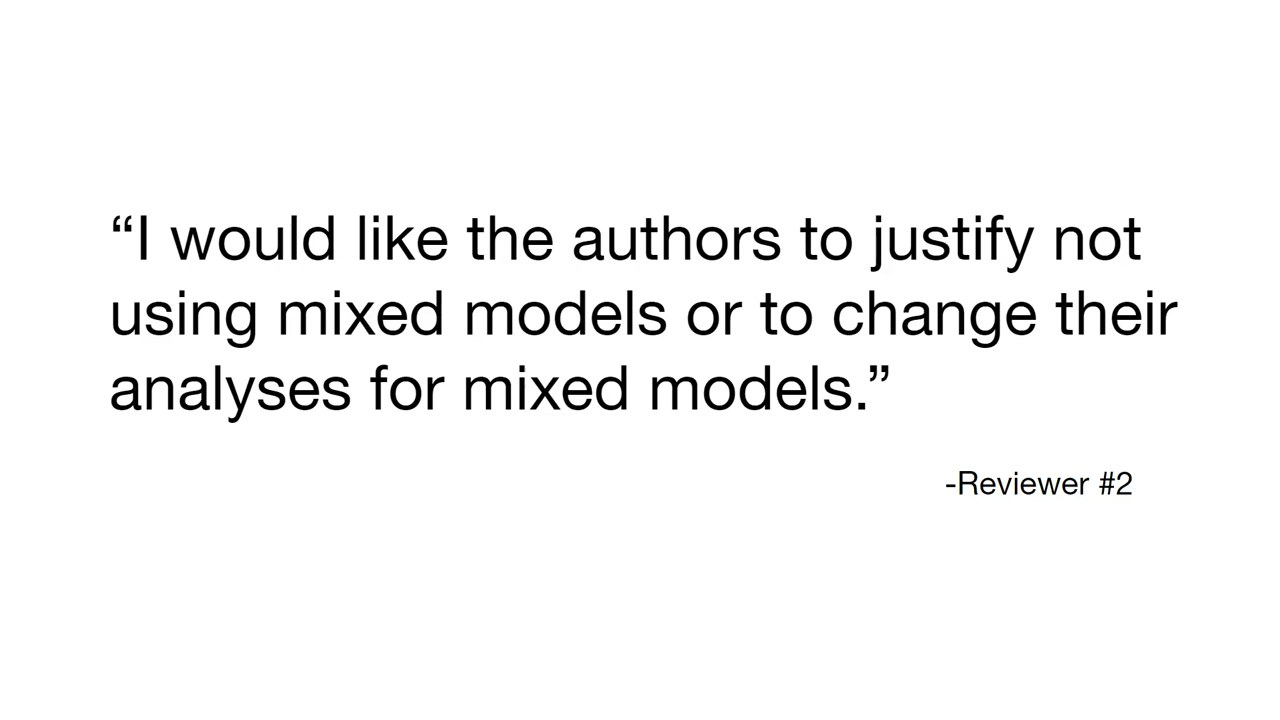 “I would like the authors to justify not
using mixed models or to change their
analyses for mixed models.”
-Reviewer #2